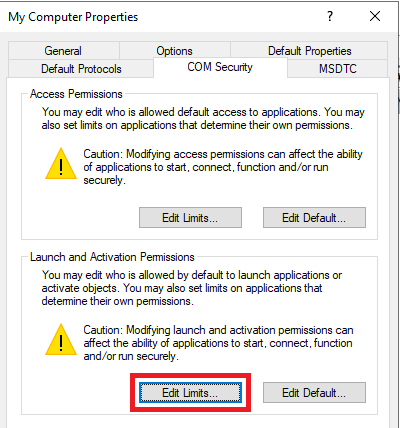 My Computer Properties ? ×
General Options Default Properties
Default Protocols COM Security MSDTC
Access Permissions
You may edit who is allowed default access to applications. You may
also set limits on applications that determine their own permissions.
Caution: Modifying access permissions can affect the ability
of applications to start, connect, function and/or run
securely.
Edit Limits... Edit Default...
Launch and Activation Permissions
You may edit who is allowed by default to launch applications or
activate objects. You may also set limits on applications that
determine their own permissions.
Caution: Modifying launch and activation permissions can
affect the ability of applications to start, connect, function
and/or run securely.
Edit Limits... Edit Default...